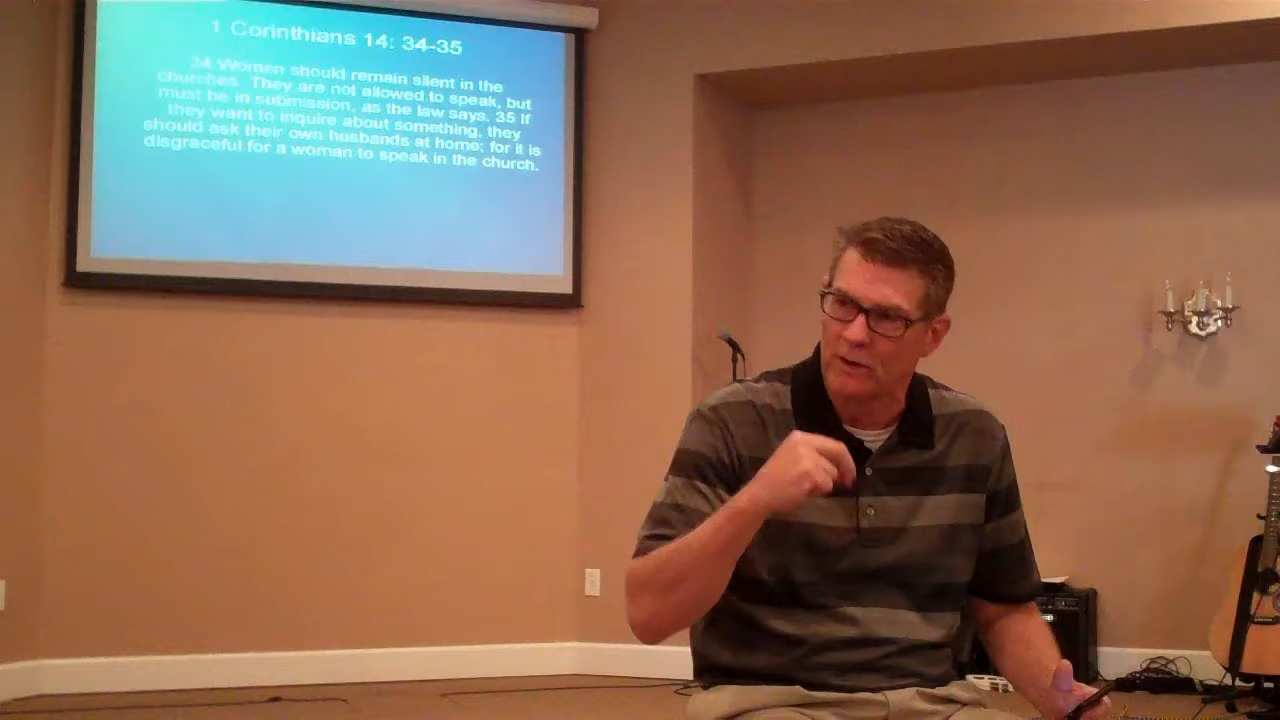 1 Corinthians 14: 34-35
34 Women should remain silent in the
churches. They are not allowed to speak, but
must be in submission, as the law says. 35 If
they want to inquire about something, they
should ask their own husbands at home; for it is
disgraceful for a woman to speak in the church.